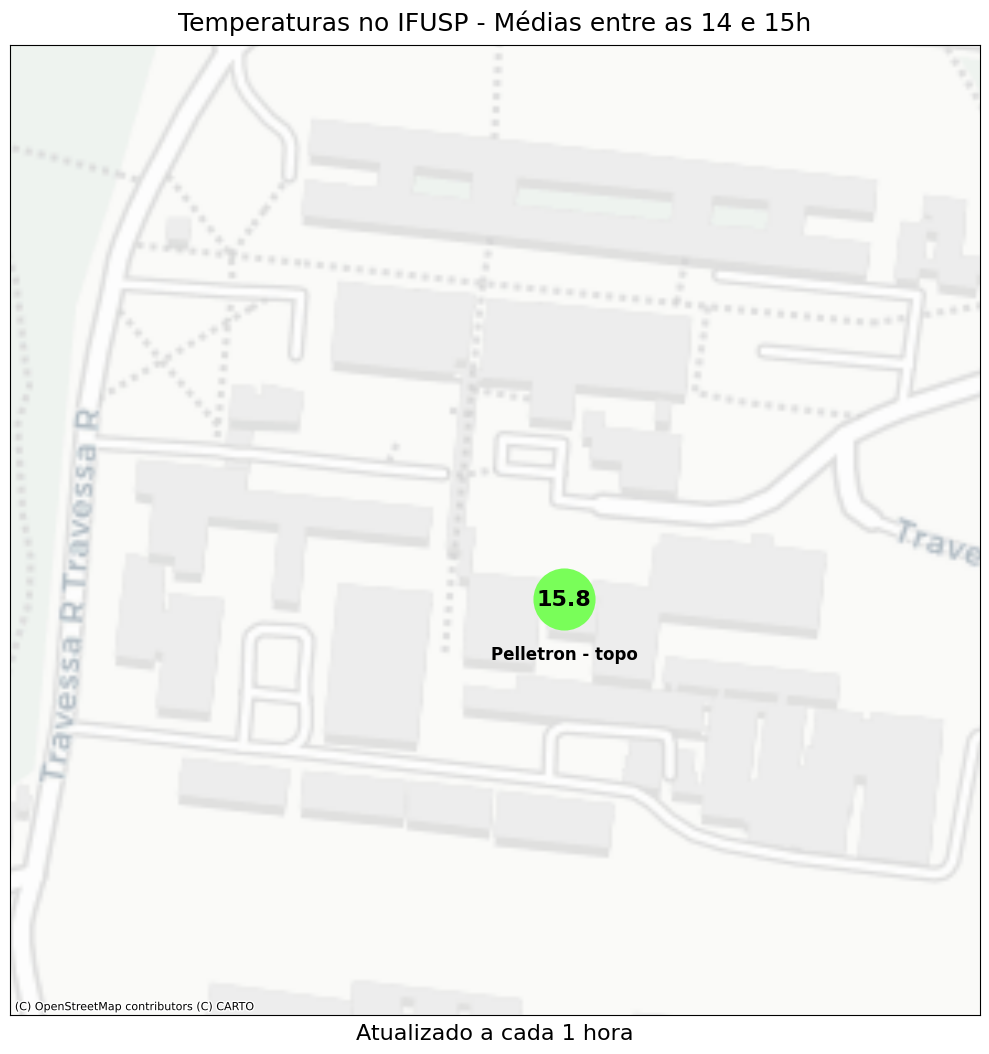 Temperaturas no IFUSP - Médias entre as 14 e 15h
Travessa R
Travessa R
Trave
15.8
Pelletron - topo
(C) OpenStreetMap contributors (C) CARTO
Atualizado a cada 1 hora